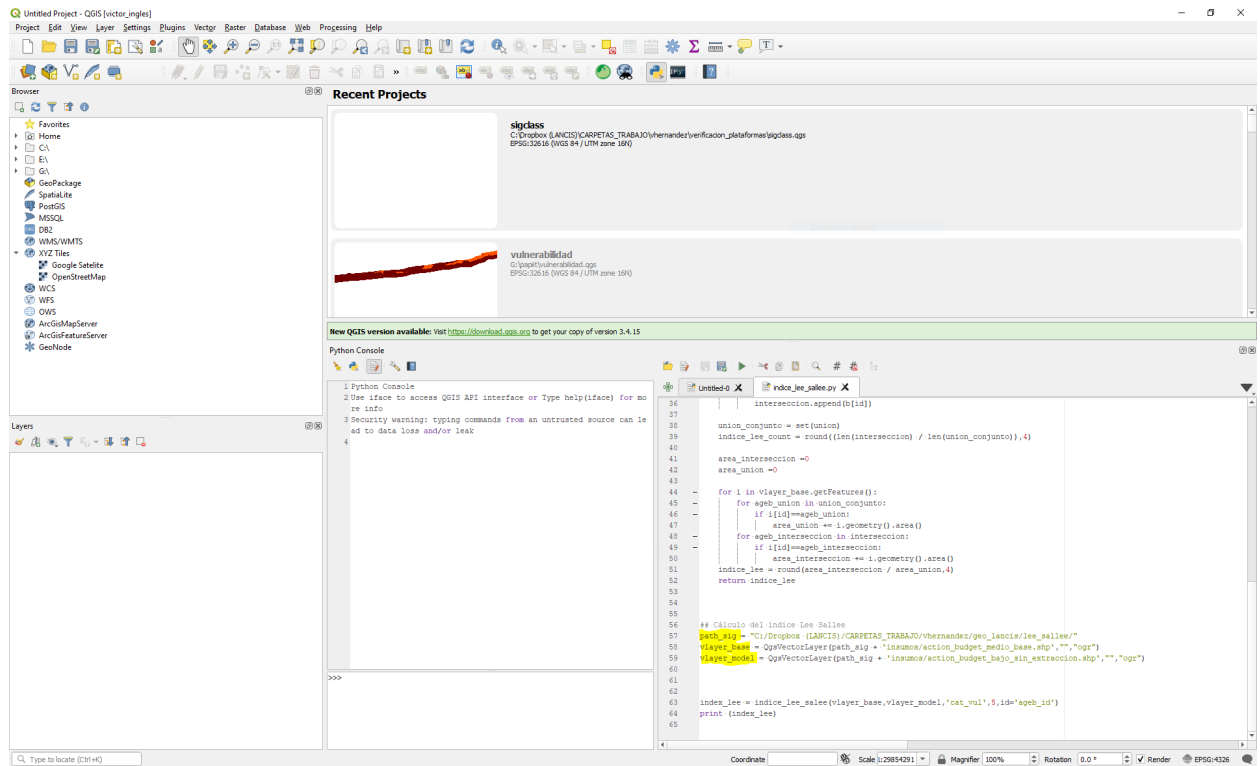 Untitled Project - QGIS [victor_ingles]
Project Edit View Layer Settings Plugins Vector Raster Database Web Processing Help
Browser
Favorites
Home
C:\
E:\
G:\
GeoPackage
SpatiaLite
PostGIS
MSSQL
DB2
WMS/WMTS
XYZ Tiles
Google Satelite
OpenStreetMap
WCS
WFS
OWS
ArcGisMapServer
ArcGisFeatureServer
GeoNode
Layers
Recent Projects
sigclass
C:\Dropbox (LANCIS)\CARPETAS_TRABAJO\vhernandez\verificacion_plataformas\sigclass.qgs
EPSG:32616 (WGS 84 / UTM zone 16N)
vulnerabilidad
G:\papiit\vulnerabilidad.qgs
EPSG:32616 (WGS 84 / UTM zone 16N)
New QGIS version available: Visit https://download.qgis.org to get your copy of version 3.4.15
Python Console
1 Python Console
2 Use iface to access QGIS API interface or Type help(iface) for mo
re info
3 Security warning: typing commands from an untrusted source can le
ad to data loss and/or leak
4
>>>
Untitled-0
indice_lee_sallee.py
36 interseccion.append(b[id])
37
38 union_conjunto = set(union)
39 indice_lee_count = round((len(interseccion) / len(union_conjunto)),4)
40
41 area_interseccion =0
42 area_union =0
43
44 for i in vlayer_base.getFeatures():
45 for ageb_union in union_conjunto:
46 if i[id]==ageb_union:
47 area_union += i.geometry().area()
48 for ageb_interseccion in interseccion:
49 if i[id]==ageb_interseccion:
50 area_interseccion += i.geometry().area()
51 indice_lee = round(area_interseccion / area_union,4)
52 return indice_lee
53
54
55
56 ## Cálculo del indice Lee Sallee
57 path_sig = "C:/Dropbox (LANCIS)/CARPETAS_TRABAJO/vhernandez/geo_lancis/lee_sallee/"
58 vlayer_base = QgsVectorLayer(path_sig + 'insumos/action_budget_medio_base.shp',"","ogr")
59 vlayer_model = QgsVectorLayer(path_sig + 'insumos/action_budget_bajo_sin_extraccion.shp',"","ogr")
60
61
62
63 index_lee = indice_lee_salee(vlayer_base,vlayer_model,'cat_vul',5,id='ageb_id')
64 print (index_lee)
65
Type to locate (Ctrl+K)
Coordinate
Scale 1:29854291
Magnifier 100%
Rotation 0.0 °
Render
EPSG:4326